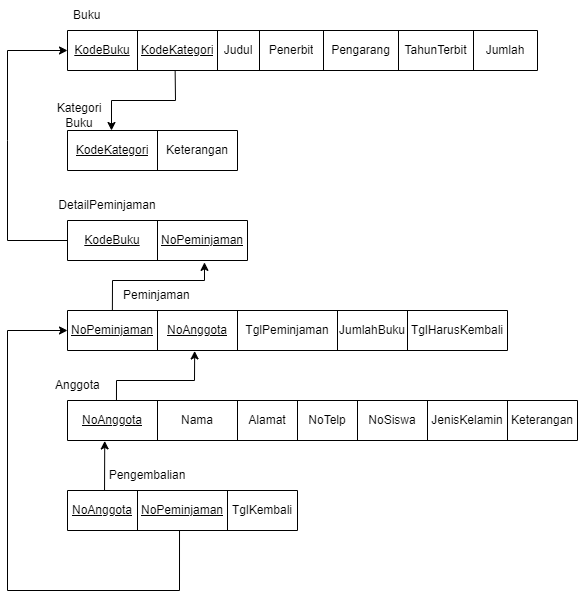 Buku
KodeBuku KodeKategori Judul Penerbit Pengarang TahunTerbit Jumlah
Kategori
Buku
KodeKategori Keterangan
DetailPeminjaman
KodeBuku NoPeminjaman
Peminjaman
NoPeminjaman NoAnggota TglPeminjaman JumlahBuku TglHarusKembali
Anggota
NoAnggota Nama Alamat NoTelp NoSiswa JenisKelamin Keterangan
Pengembalian
NoAnggota NoPeminjaman TglKembali